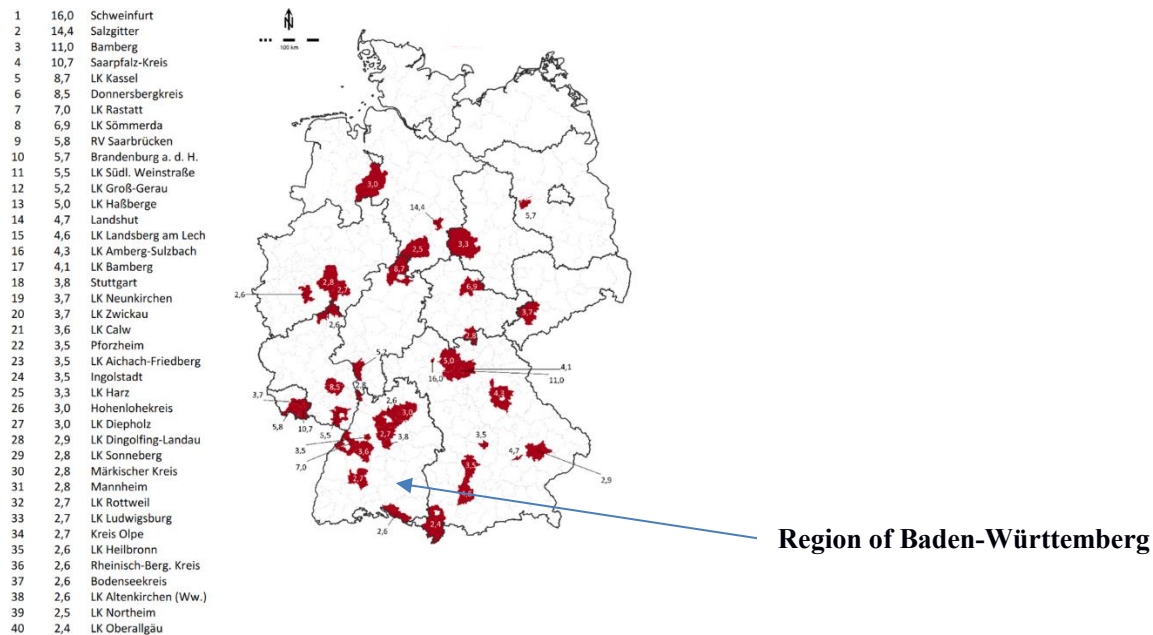 1 16,0 Schweinfurt
2 14,4 Salzgitter
3 11,0 Bamberg
4 10,7 Saarpfalz-Kreis
5 8,7 LK Kassel
6 8,5 Donnersbergkreis
7 7,0 LK Rastatt
8 6,9 LK Sömmerda
9 5,8 RV Saarbrücken
10 5,7 Brandenburg a. d. H.
11 5,5 LK Südl. Weinstraße
12 5,2 LK Groß-Gerau
13 5,0 LK Haßberge
14 4,7 Landshut
15 4,6 LK Landsberg am Lech
16 4,3 LK Amberg-Sulzbach
17 4,1 LK Bamberg
18 3,8 Stuttgart
19 3,7 LK Neunkirchen
20 3,7 LK Zwickau
21 3,6 LK Calw
22 3,5 Pforzheim
23 3,5 LK Aichach-Friedberg
24 3,5 Ingolstadt
25 3,3 LK Harz
26 3,0 Hohenlohekreis
27 3,0 LK Diepholz
28 2,9 LK Dingolfing-Landau
29 2,8 LK Sonneberg
30 2,8 Märkischer Kreis
31 2,8 Mannheim
32 2,7 LK Rottweil
33 2,7 LK Ludwigsburg
34 2,7 Kreis Olpe
35 2,6 LK Heilbronn
36 2,6 Rheinisch-Berg. Kreis
37 2,6 Bodenseekreis
38 2,6 LK Altenkirchen (Ww.)
39 2,5 LK Northeim
40 2,4 LK Oberallgäu
N
100 km
3,0
14,4
5,7
2,5
3,3
8,7
2,8
2,7
2,6
6,9
3,7
2,6
2,8
5,2
5,0
4,1
16,0
11,0
8,5
2,8
3,7
2,6
3,0
5,8
10,7
5,5
2,7
3,8
3,5
3,6
7,0
3,5
4,7
3,5
2,9
2,7
2,6
2,4
Region of Baden-Württemberg